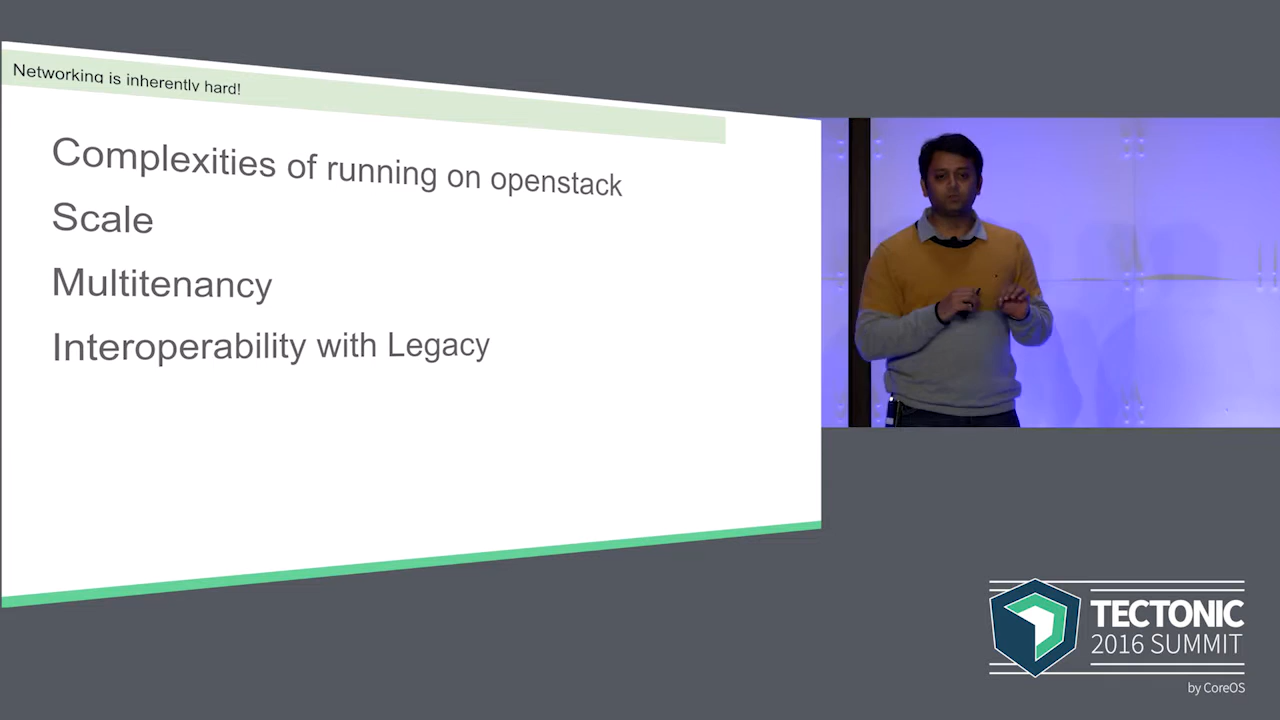 Networking is inherently hard!
Complexities of running on openstack
Scale
Multitenancy
Interoperability with Legacy
TECTONIC
2016 SUMMIT
by CoreOS